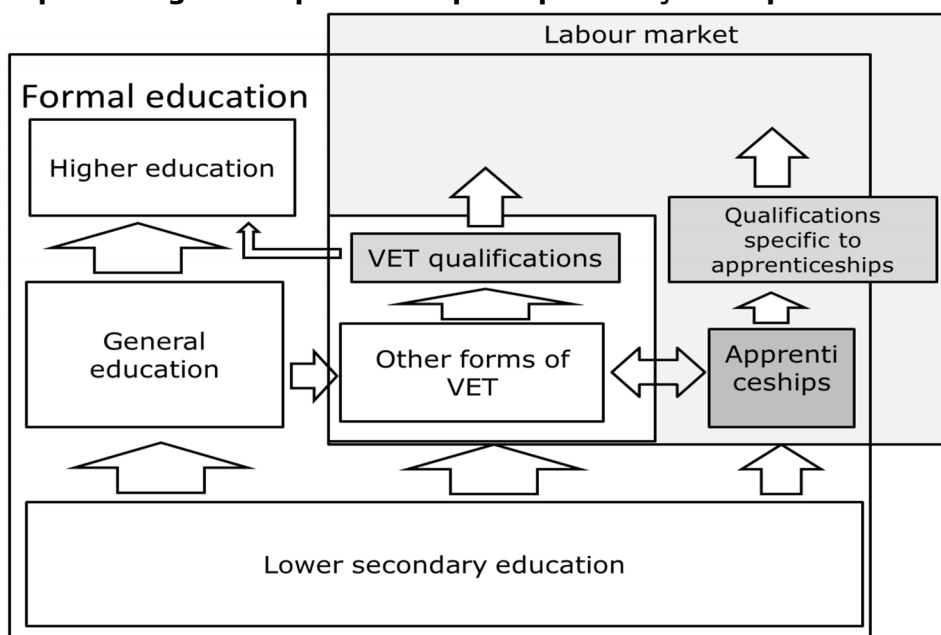 Labour market
Formal education
Higher education
Qualifications
specific to
apprenticeships
VET qualifications
General
education
Other forms of
VET
Apprenti
ceships
Lower secondary education